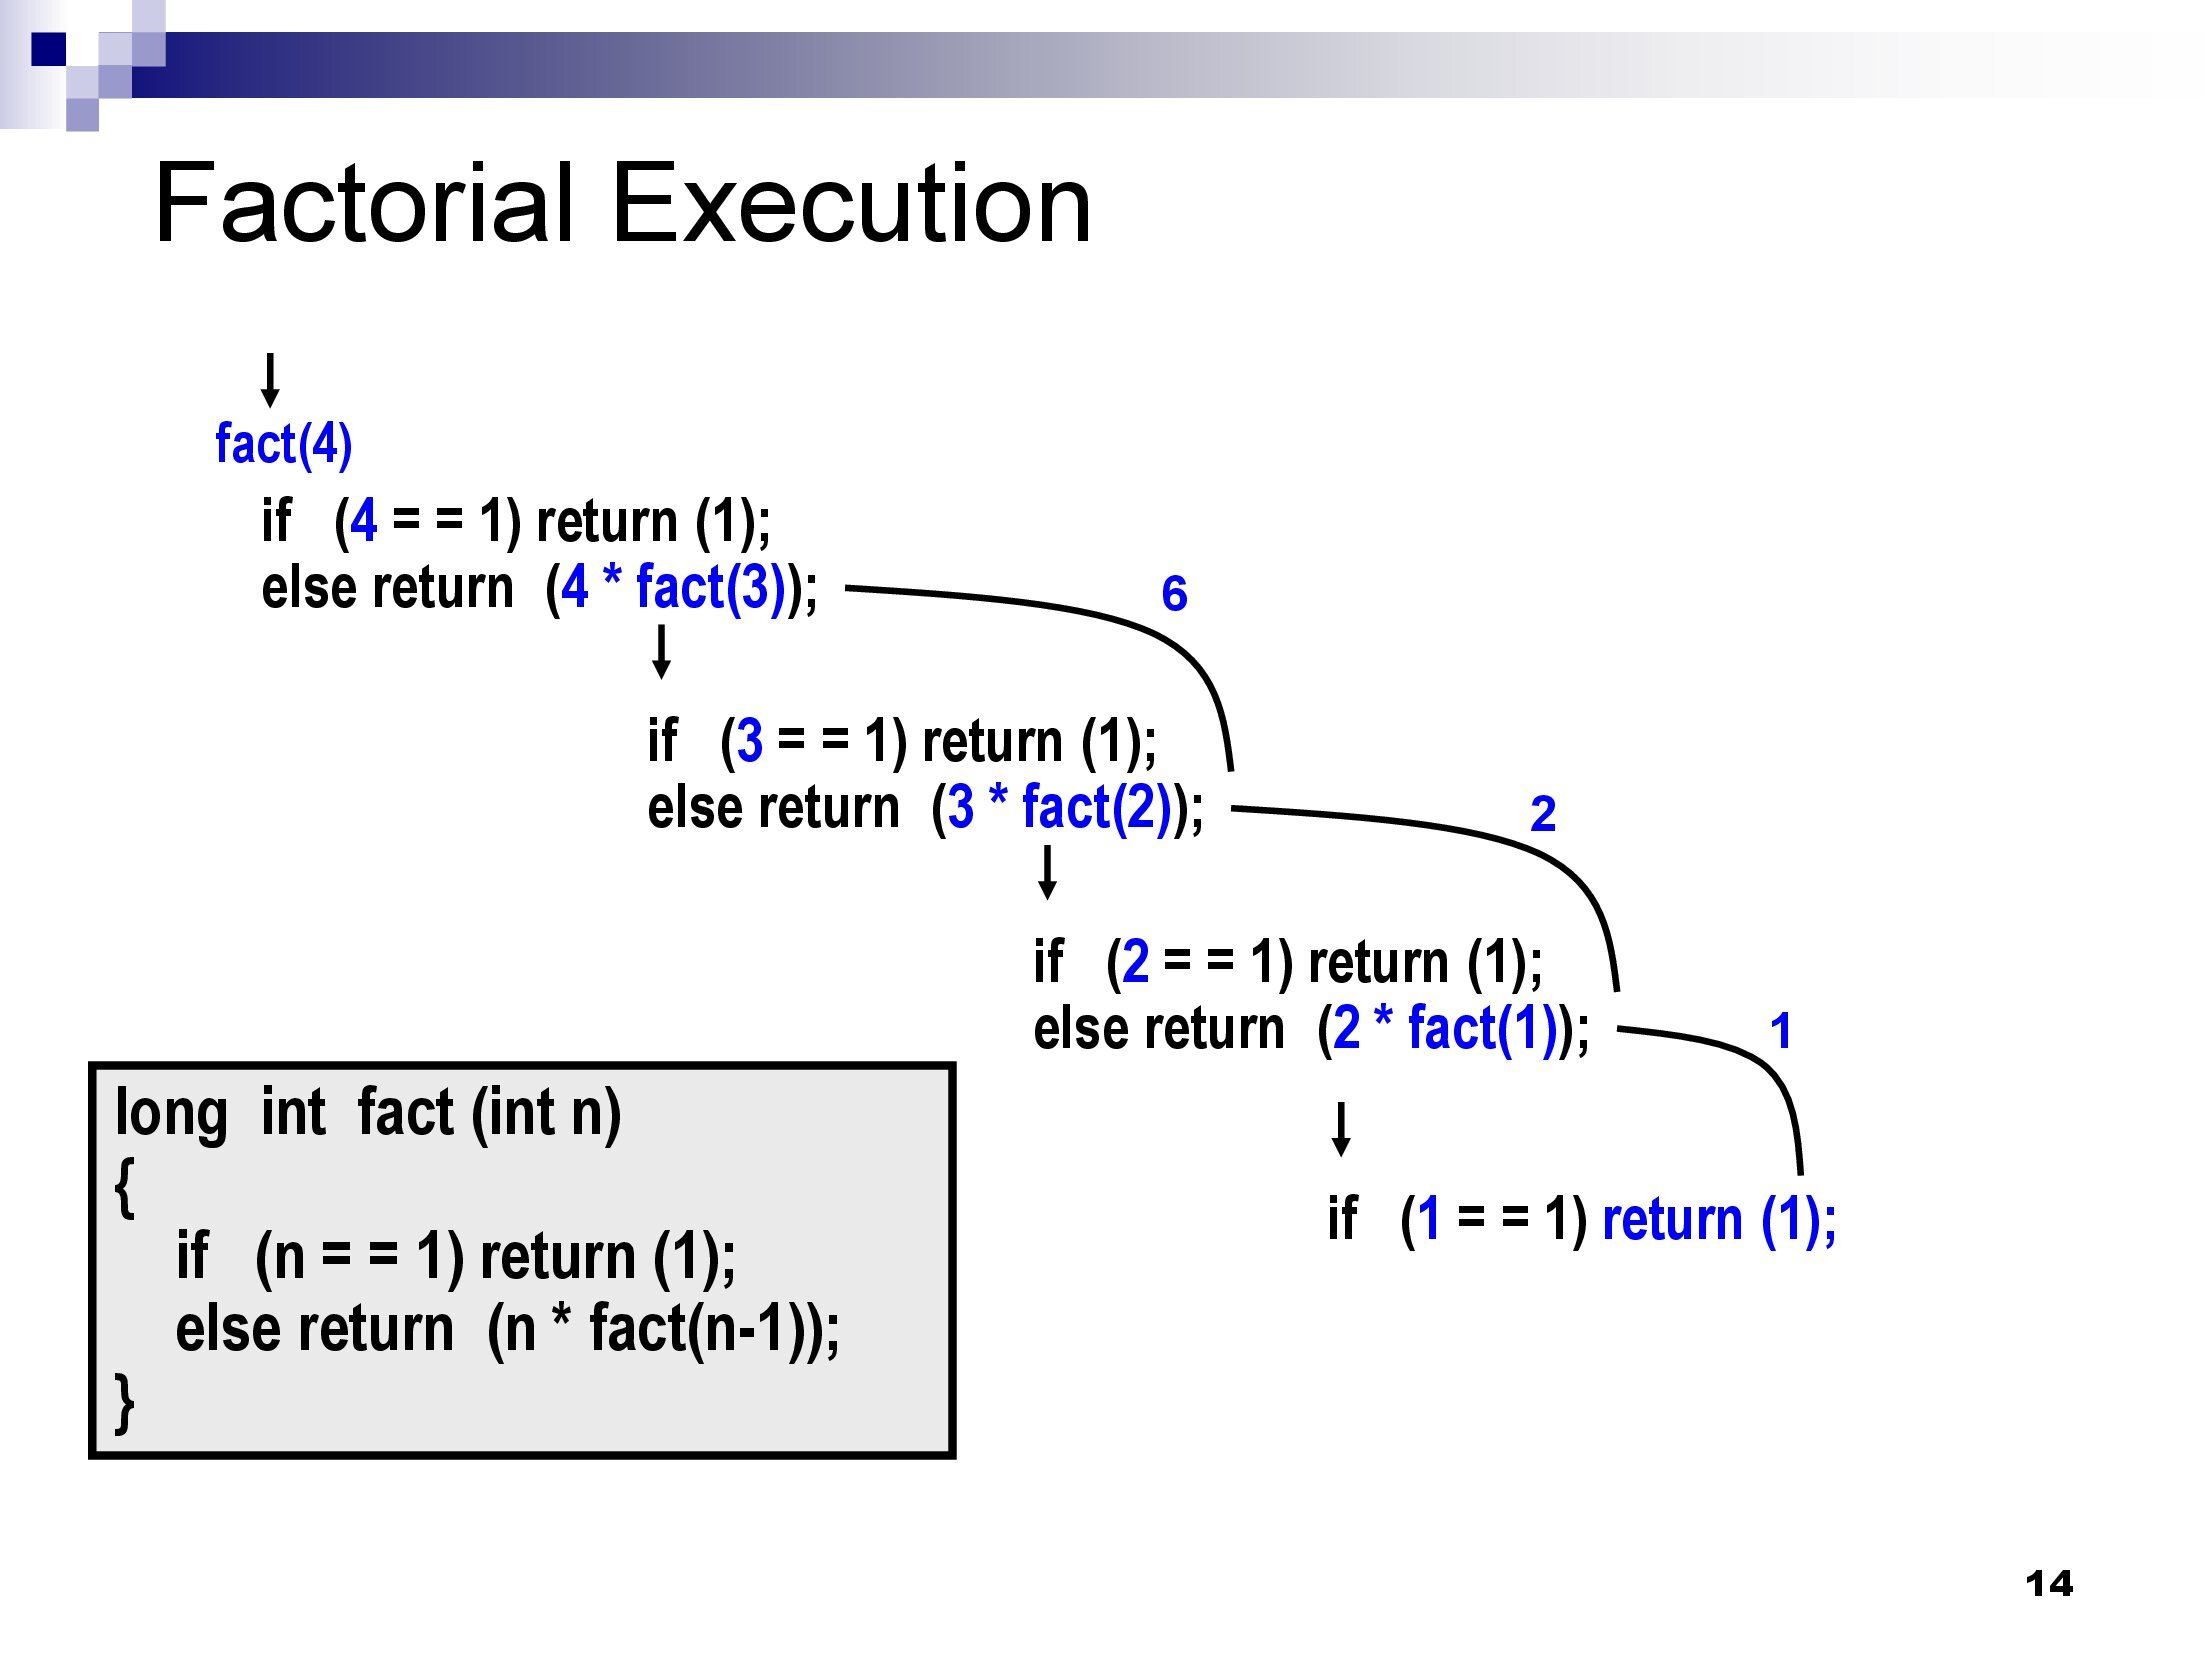 Factorial Execution
fact(4)
if (4 = = 1) return (1);
else return (4 * fact(3));
6
if (3 = = 1) return (1);
else return (3 * fact(2));
2
if (2 = = 1) return (1);
else return (2 * fact(1));
1
if (1 = = 1) return (1);
long int fact (int n)
{
if (n = = 1) return (1);
else return (n * fact(n-1));
}
14